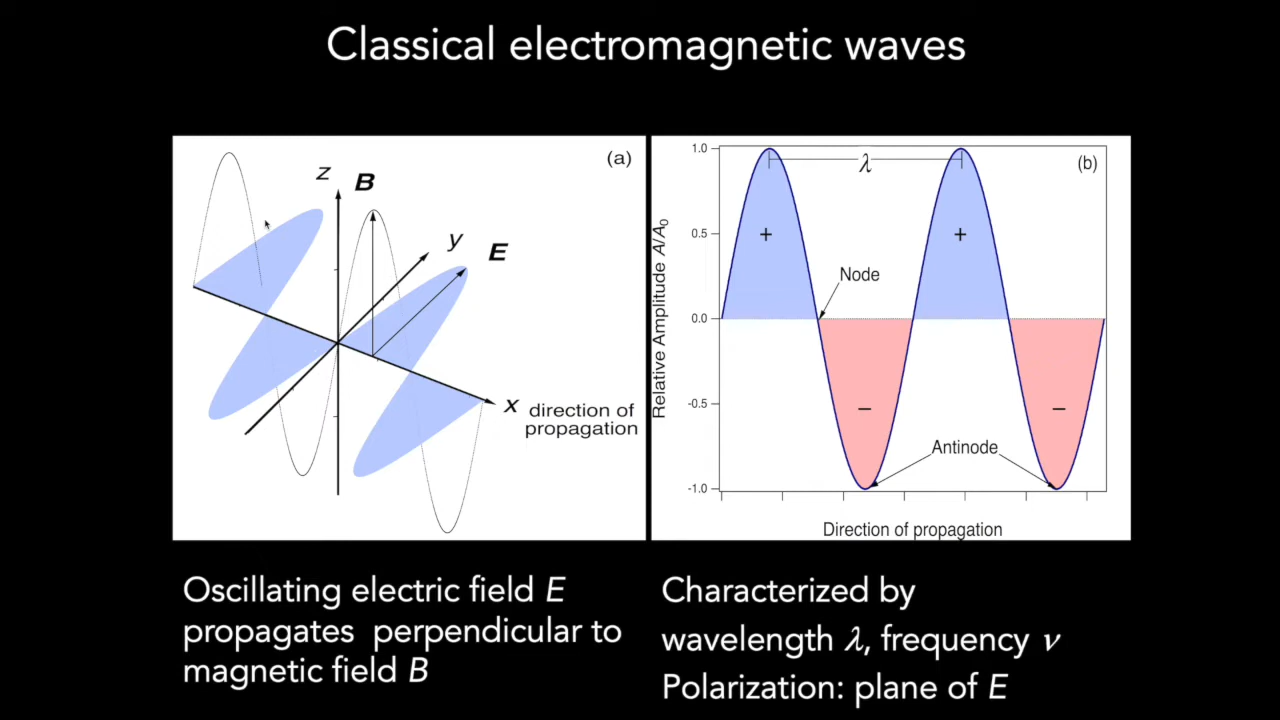 Classical electromagnetic waves
(a)
z
B
y
E
x
direction of
propagation
(b)
1.0
λ
0.5
+
+
Node
0.0
Relative Amplitude A/A0
-0.5
−
−
Antinode
-1.0
Direction of propagation
Oscillating electric field E
propagates perpendicular to
magnetic field B
Characterized by
wavelength λ, frequency ν
Polarization: plane of E